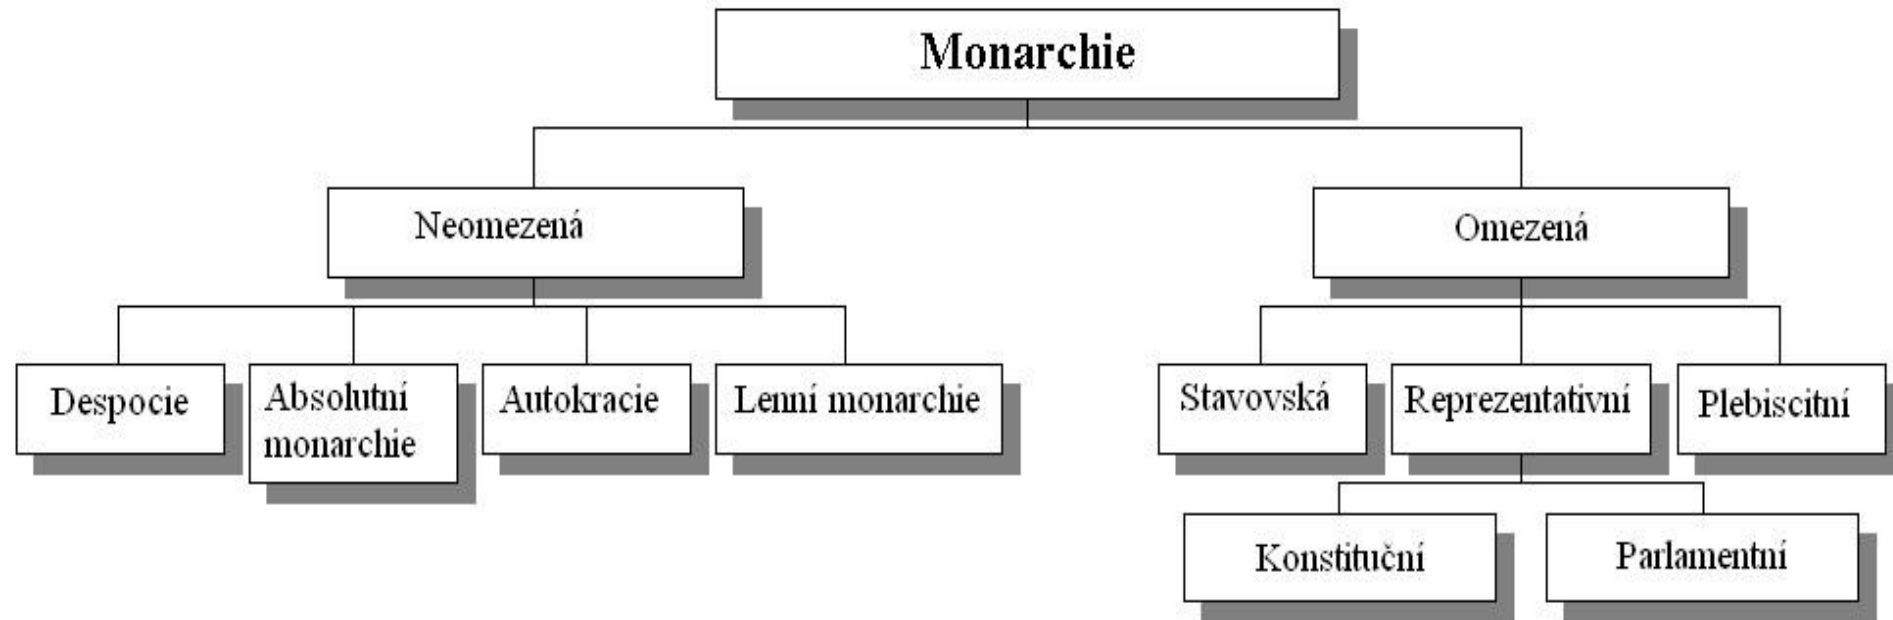 Monarchie
Neomezená
Omezená
Despocie
Absolutní
monarchie
Autokracie
Lenní monarchie
Stavovská
Reprezentativní
Plebiscitní
Konstituční
Parlamentní